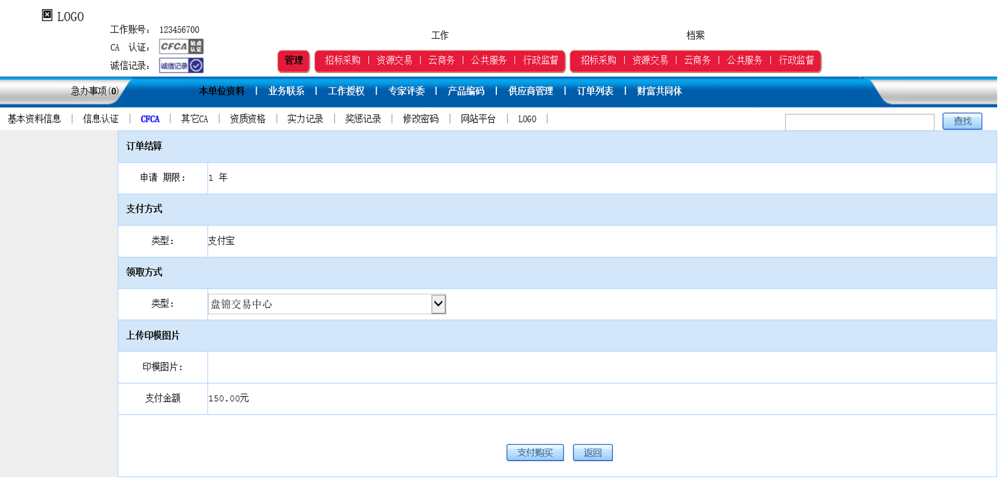 LOGO
工作账号： 123456700
CA 认证： CFCA 站点认证
诚信记录： 诚信记录
工作 档案
管理 招标采购 | 资源交易 | 云商务 | 公共服务 | 行政监督 招标采购 | 资源交易 | 云商务 | 公共服务 | 行政监督
急办事项(0) 本单位资料 | 业务联系 | 工作授权 | 专家评委 | 产品编码 | 供应商管理 | 订单列表 | 财富共同体
基本资料信息 | 信息认证 | CFCA | 其它CA | 资质资格 | 实力记录 | 奖惩记录 | 修改密码 | 网站平台 | LOGO | 查找
订单结算
申请 期限: 1 年
支付方式
类型: 支付宝
领取方式
类型: 盘锦交易中心
上传印模图片
印模图片:
支付金额 150.00元
支付购买 返回